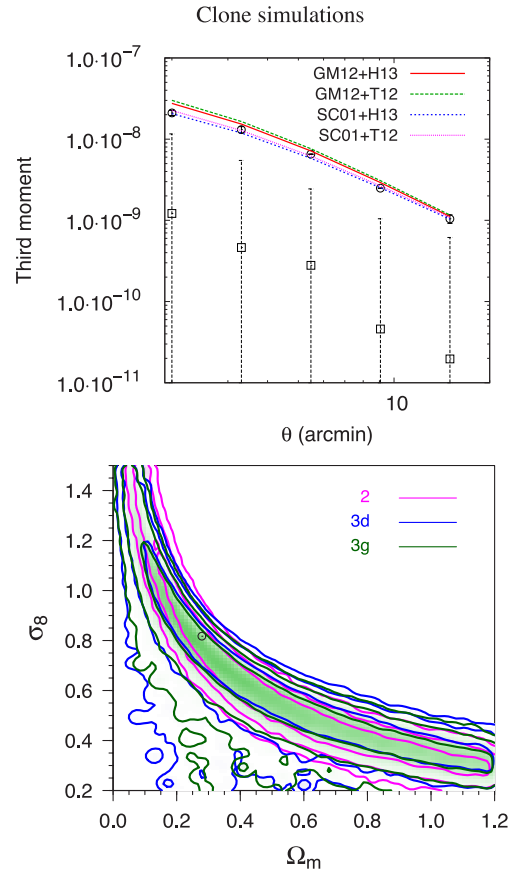 Clone simulations
1.0·10⁻⁷
GM12+H13
GM12+T12
SC01+H13
SC01+T12
1.0·10⁻⁸
Third moment
1.0·10⁻⁹
1.0·10⁻¹⁰
1.0·10⁻¹¹
10
θ (arcmin)
2
3d
3g
1.4
1.2
1.0
σ₈
0.8
0.6
0.4
0.2
0.0 0.2 0.4 0.6 0.8 1.0 1.2
Ωₘ